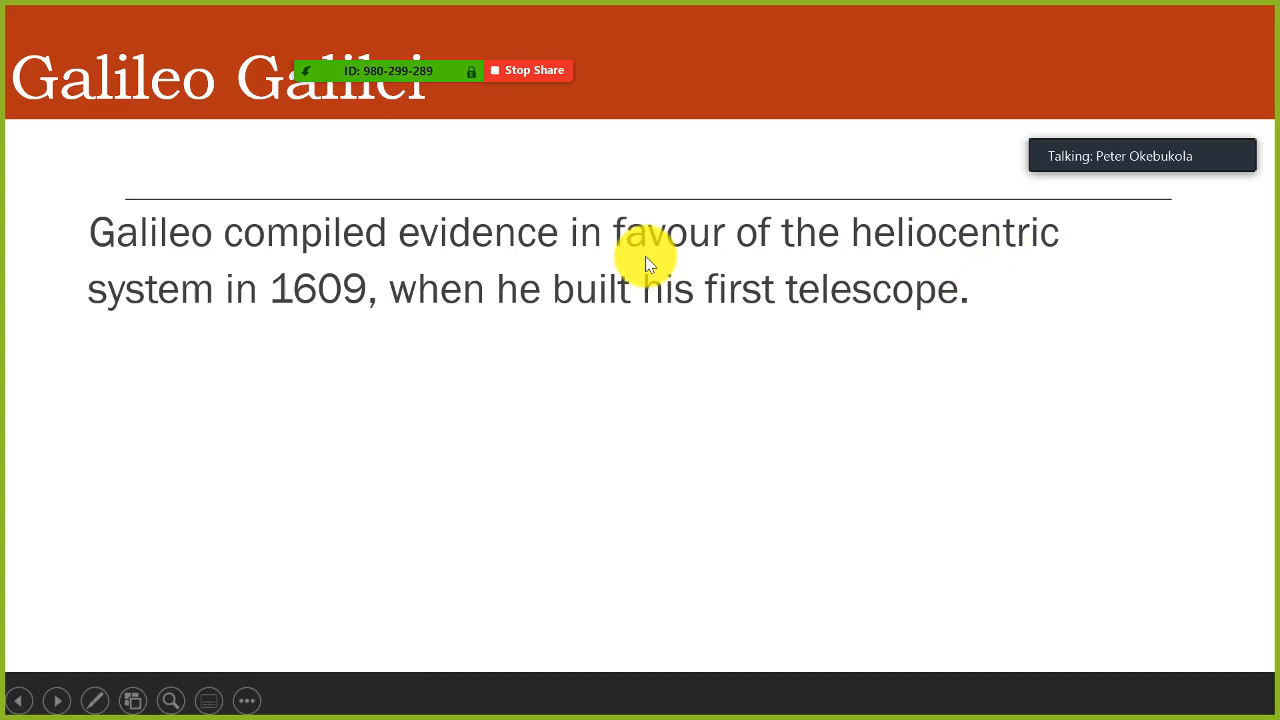 Galileo Galilei
ID: 980-299-289
Stop Share
Talking: Peter Okebukola
Galileo compiled evidence in favour of the heliocentric
system in 1609, when he built his first telescope.